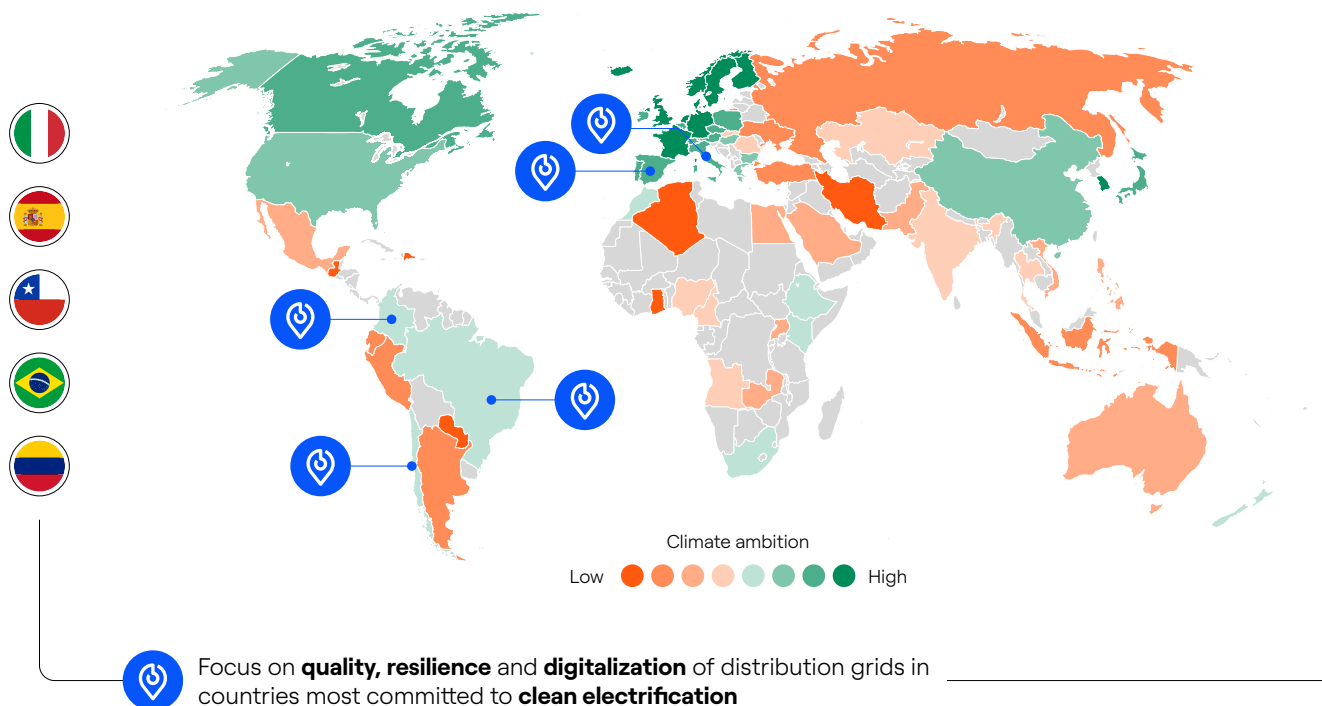 Climate ambition
Low High
Focus on quality, resilience and digitalization of distribution grids in
countries most committed to clean electrification